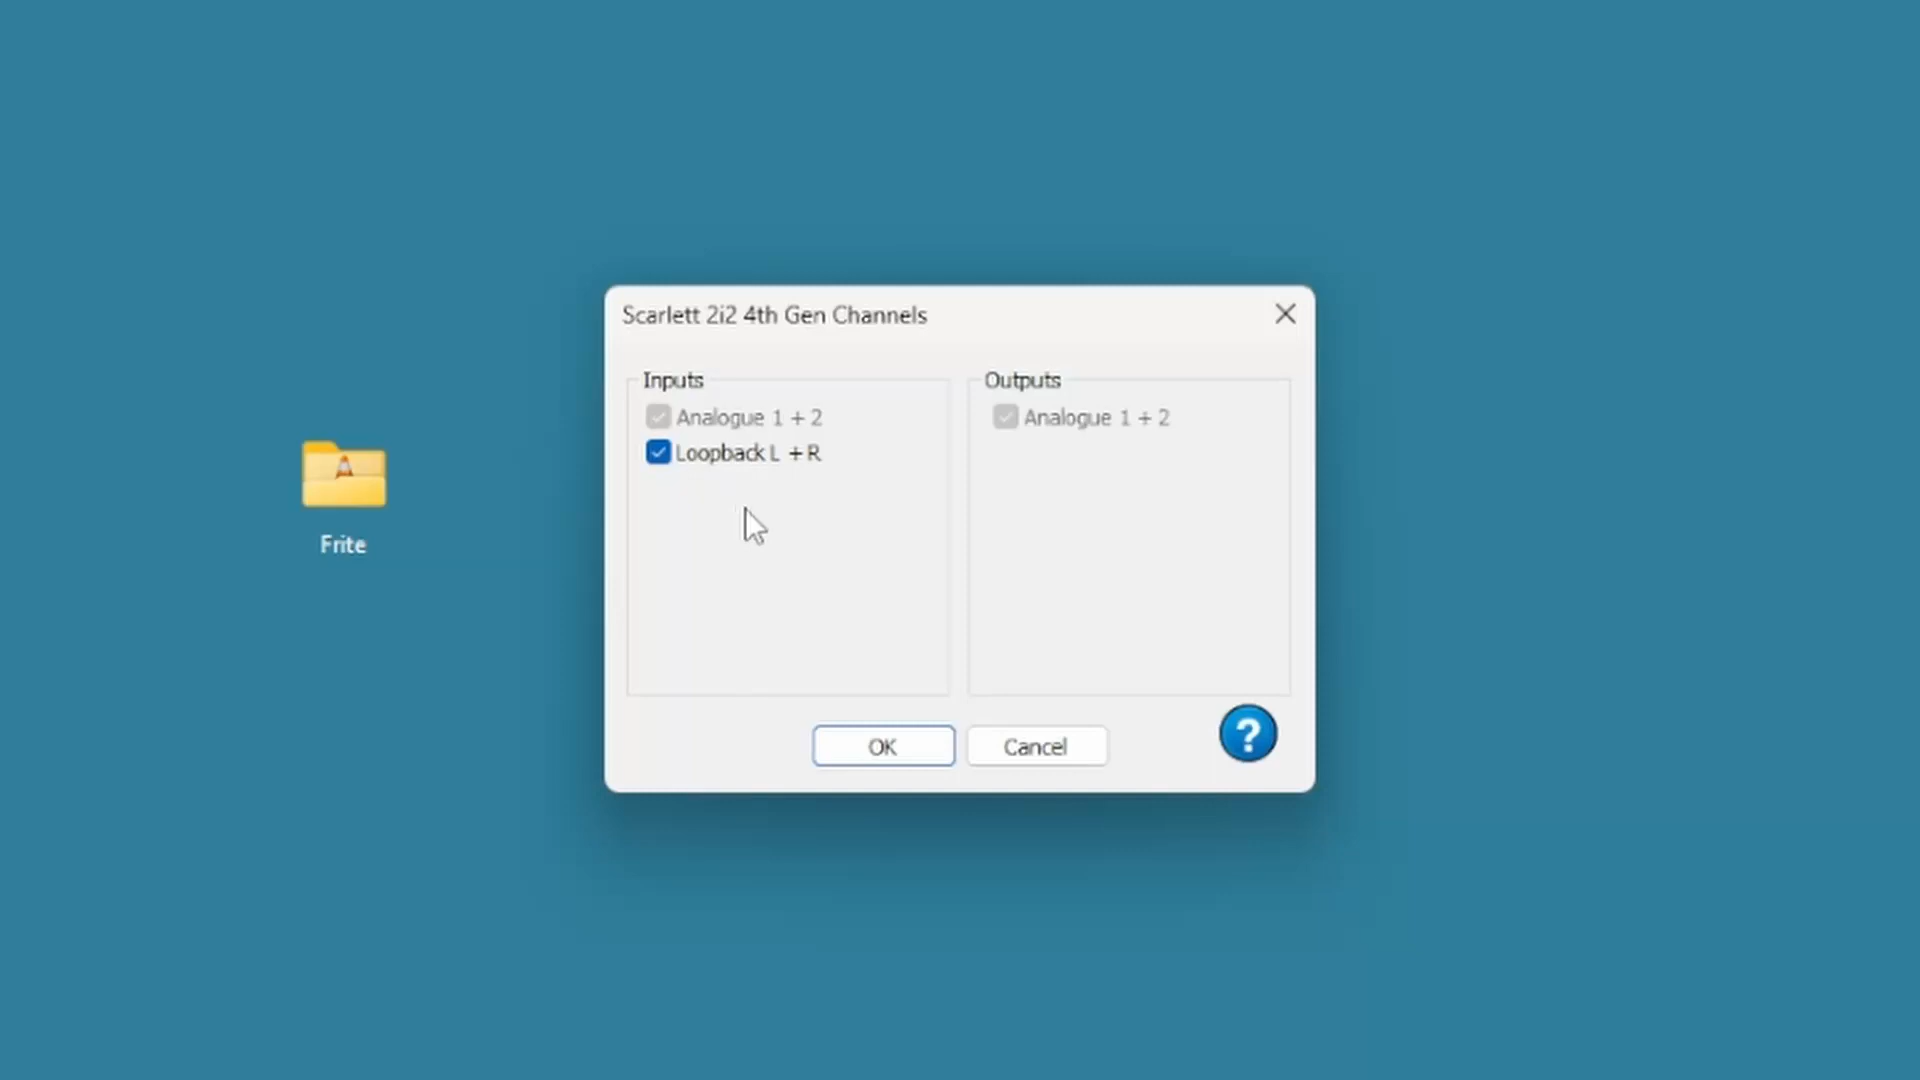 Scarlett 2i2 4th Gen Channels
Inputs
Analogue 1 + 2
Loopback L + R
Outputs
Analogue 1 + 2
Frite
OK
Cancel
?